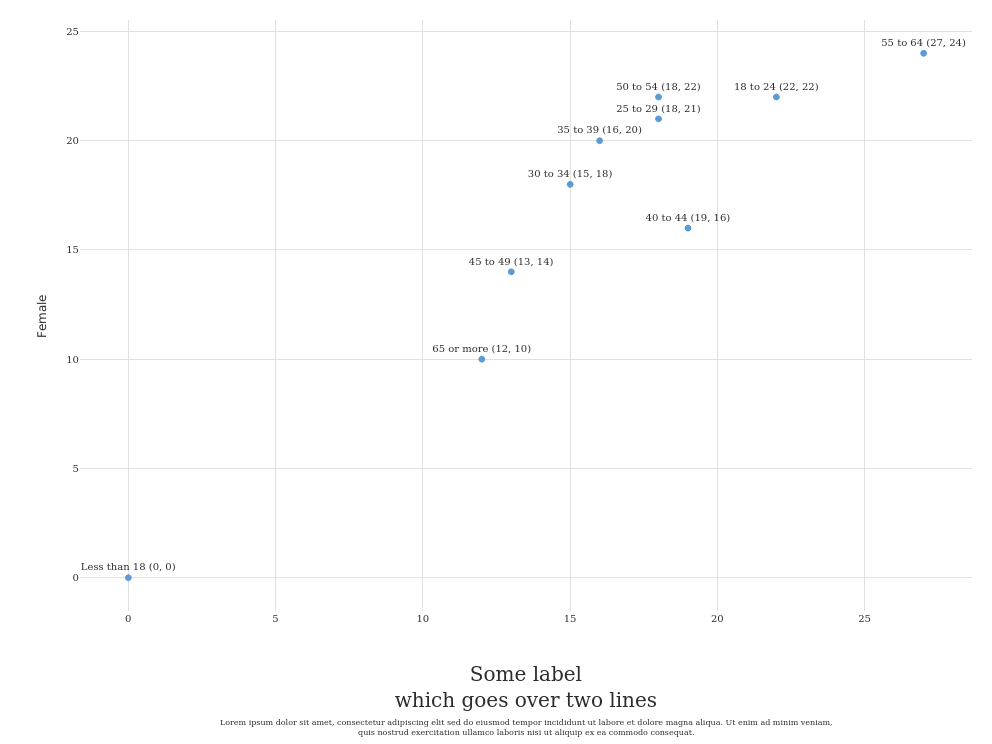 25
55 to 64 (27, 24)
50 to 54 (18, 22)
18 to 24 (22, 22)
25 to 29 (18, 21)
35 to 39 (16, 20)
20
30 to 34 (15, 18)
40 to 44 (19, 16)
15
45 to 49 (13, 14)
Female
65 or more (12, 10)
10
5
Less than 18 (0, 0)
0
0 5 10 15 20 25
Some label
which goes over two lines
Lorem ipsum dolor sit amet, consectetur adipiscing elit sed do eiusmod tempor incididunt ut labore et dolore magna aliqua. Ut enim ad minim veniam,
quis nostrud exercitation ullamco laboris nisi ut aliquip ex ea commodo consequat.